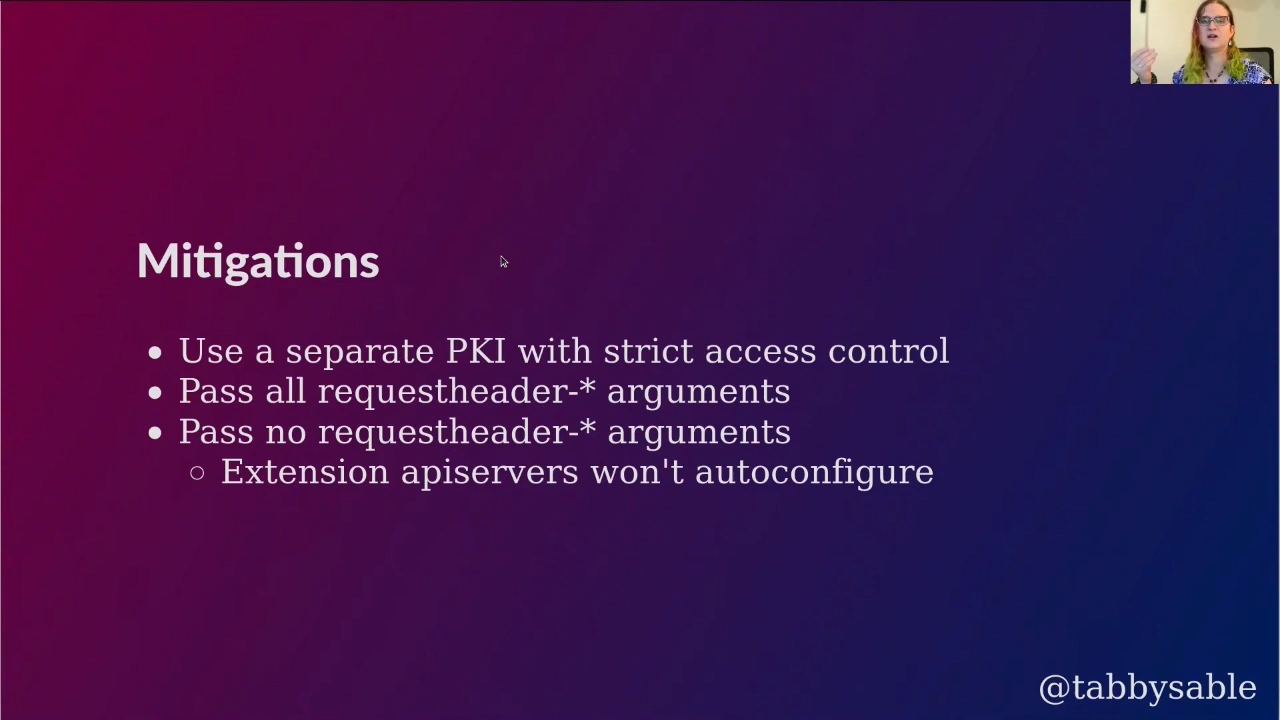 Mitigations
Use a separate PKI with strict access control
Pass all requestheader-* arguments
Pass no requestheader-* arguments
Extension apiservers won't autoconfigure
@tabbysable